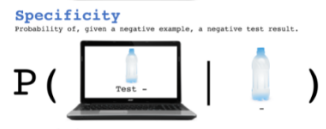 Specificity
Probability of, given a negative example, a negative test result.
P( | )
Test -
-